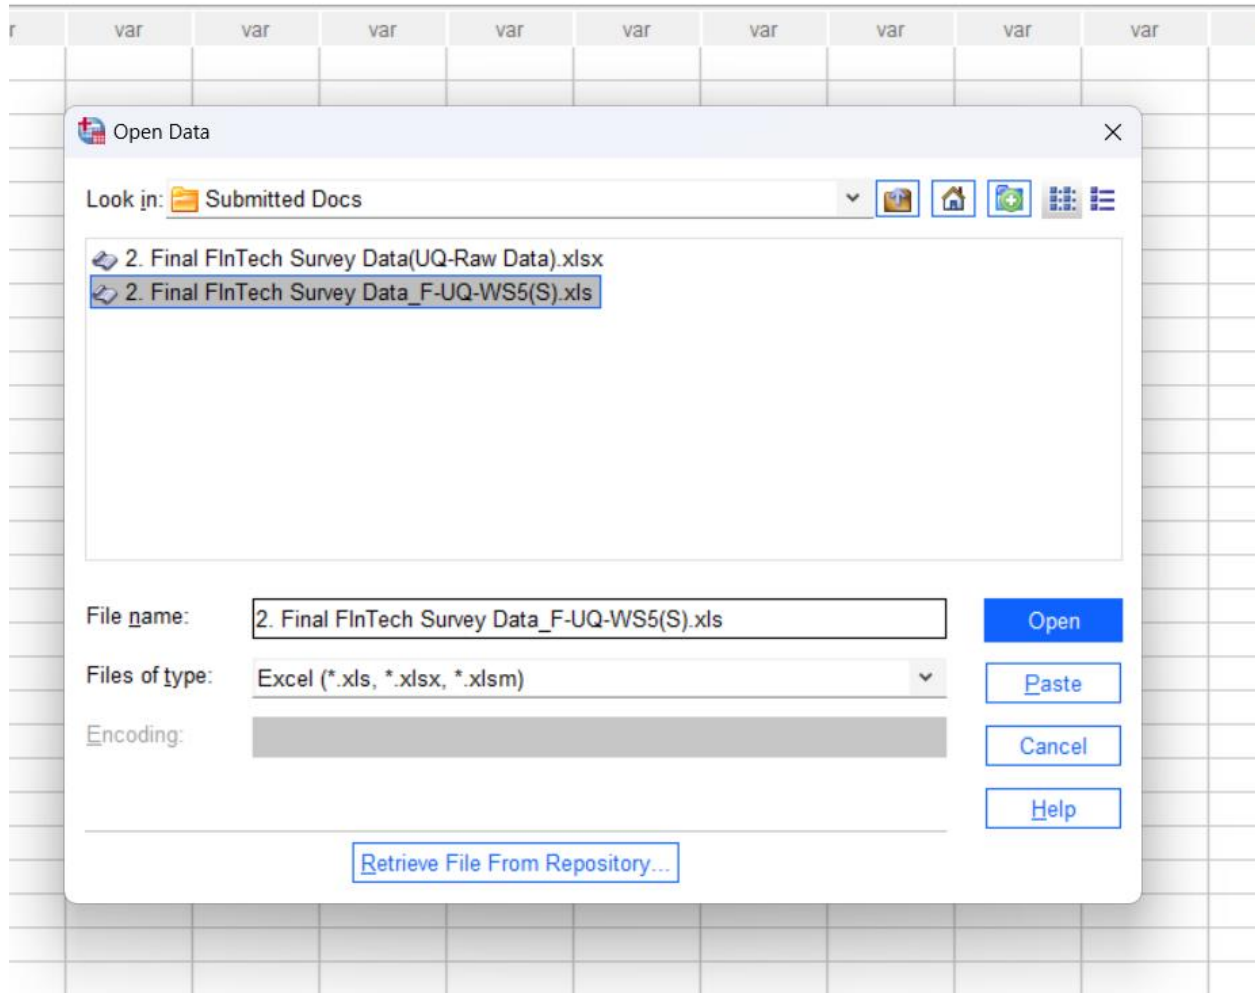 r var var var var var var var var var
Open Data
Look in: Submitted Docs
2. Final FInTech Survey Data(UQ-Raw Data).xlsx
2. Final FInTech Survey Data_F-UQ-WS5(S).xls
File name: 2. Final FInTech Survey Data_F-UQ-WS5(S).xls Open
Files of type: Excel (*.xls, *.xlsx, *.xlsm) Paste
Encoding: Cancel
Help
Retrieve File From Repository...